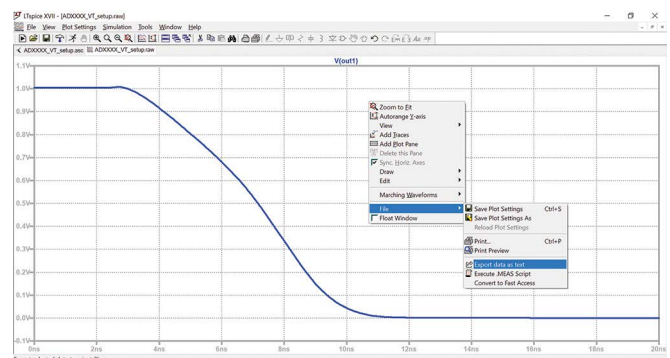 LTspice XVII - [ADXXXX_VT_setup.raw]
File View Plot Settings Simulation Tools Window Help
ADXXXX_VT_setup.asc ADXXXX_VT_setup.raw
V(out1)
1.1V
1.0V
0.9V
0.8V
0.7V
0.6V
0.5V
0.4V
0.3V
0.2V
0.1V
0.0V
-0.1V
0ns 2ns 4ns 6ns 8ns 10ns 12ns 14ns 16ns 18ns 20ns
Zoom to Fit
Autorange Y-axis
View
Add Traces
Add Plot Pane
Delete this Pane
Sync. Horiz. Axes
Draw
Edit
Marching Waveforms
File
Float Window
Save Plot Settings Ctrl+S
Save Plot Settings As
Reload Plot Settings
Print... Ctrl+P
Print Preview
Export data as text
Execute .MEAS Script
Convert to Fast Access